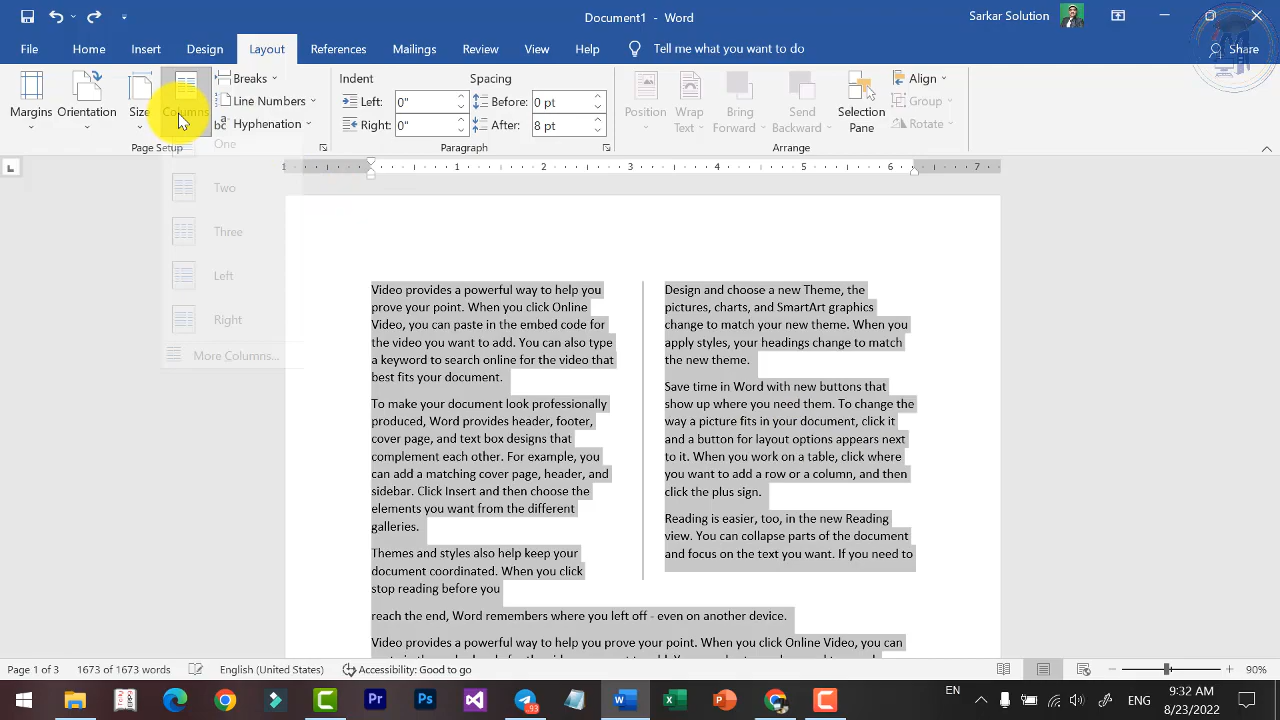 Document1 - Word
Sarkar Solution
File Home Insert Design Layout References Mailings Review View Help Tell me what you want to do Share
Margins
Orientation
Size
Columns
Breaks
Line Numbers
Hyphenation
Page Setup
Indent
Left: 0"
Right: 0"
Spacing
Before: 0 pt
After: 8 pt
Paragraph
Position
Wrap Text
Bring Forward
Send Backward
Selection Pane
Align
Group
Rotate
Arrange
One
Two
Three
Left
Right
More Columns...
1 1 2 3 4 5 6 7
Video provides a powerful way to help you
prove your point. When you click Online
Video, you can paste in the embed code for
the video you want to add. You can also type
a keyword to search online for the video that
best fits your document.
To make your document look professionally
produced, Word provides header, footer,
cover page, and text box designs that
complement each other. For example, you
can add a matching cover page, header, and
sidebar. Click Insert and then choose the
elements you want from the different
galleries.
Themes and styles also help keep your
document coordinated. When you click
stop reading before you
Design and choose a new Theme, the
pictures, charts, and SmartArt graphics
change to match your new theme. When you
apply styles, your headings change to match
the new theme.
Save time in Word with new buttons that
show up where you need them. To change the
way a picture fits in your document, click it
and a button for layout options appears next
to it. When you work on a table, click where
you want to add a row or a column, and then
click the plus sign.
Reading is easier, too, in the new Reading
view. You can collapse parts of the document
and focus on the text you want. If you need to
reach the end, Word remembers where you left off - even on another device.
Video provides a powerful way to help you prove your point. When you click Online Video, you can
Page 1 of 3 1673 of 1673 words English (United States) Accessibility: Good to go 90%
93
EN
ENG
9:32 AM
8/23/2022